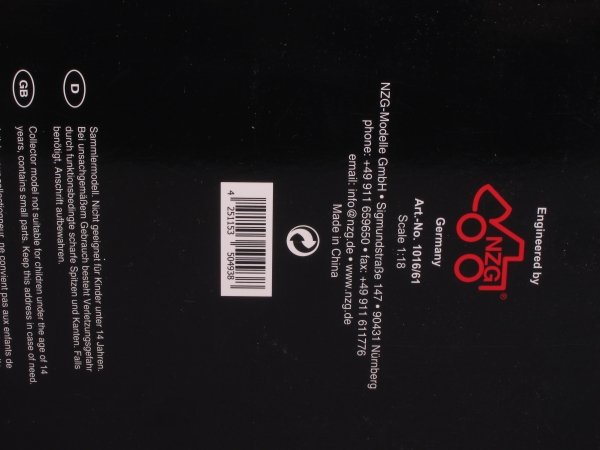 Engineered by
NZG®
Germany
Art.-No. 1016/61
Scale 1:18
NZG-Modelle GmbH • Sigmundstraße 147 • 90431 Nürnberg
phone: +49 911 659650 • fax: +49 911 611776
email: info@nzg.de • www.nzg.de
Made in China
4 251153 504938
D
Sammlermodell. Nicht geeignet für Kinder unter 14 Jahren.
Bei unsachgemäßem Gebrauch besteht Verletzungsgefahr
durch funktionsbedingte scharfe Spitzen und Kanten. Falls
benötigt, Anschrift aufbewahren.
GB
Collector model not suitable for children under the age of 14
years, contains small parts. Keep this address in case of need.
collectionneur, ne convient pas aux enfants de